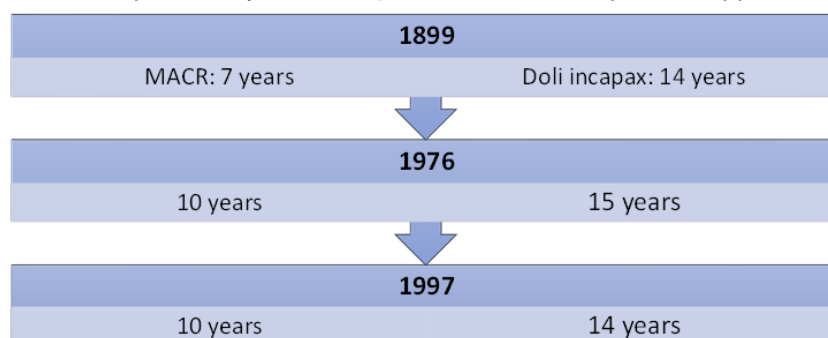 1899
MACR: 7 years Doli incapax: 14 years
1976
10 years 15 years
1997
10 years 14 years